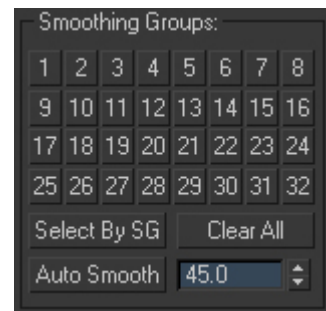 Smoothing Groups:
1 2 3 4 5 6 7 8
9 10 11 12 13 14 15 16
17 18 19 20 21 22 23 24
25 26 27 28 29 30 31 32
Select By SG Clear All
Auto Smooth 45.0